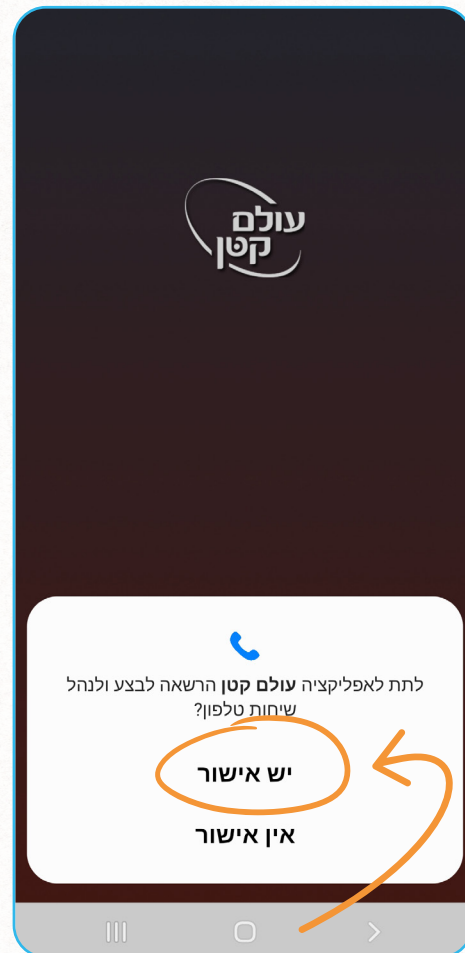 עולם
קטן
לתת לאפליקציה עולם קטן הרשאה לבצע ולנהל
שיחות טלפון?
יש אישור
אין אישור